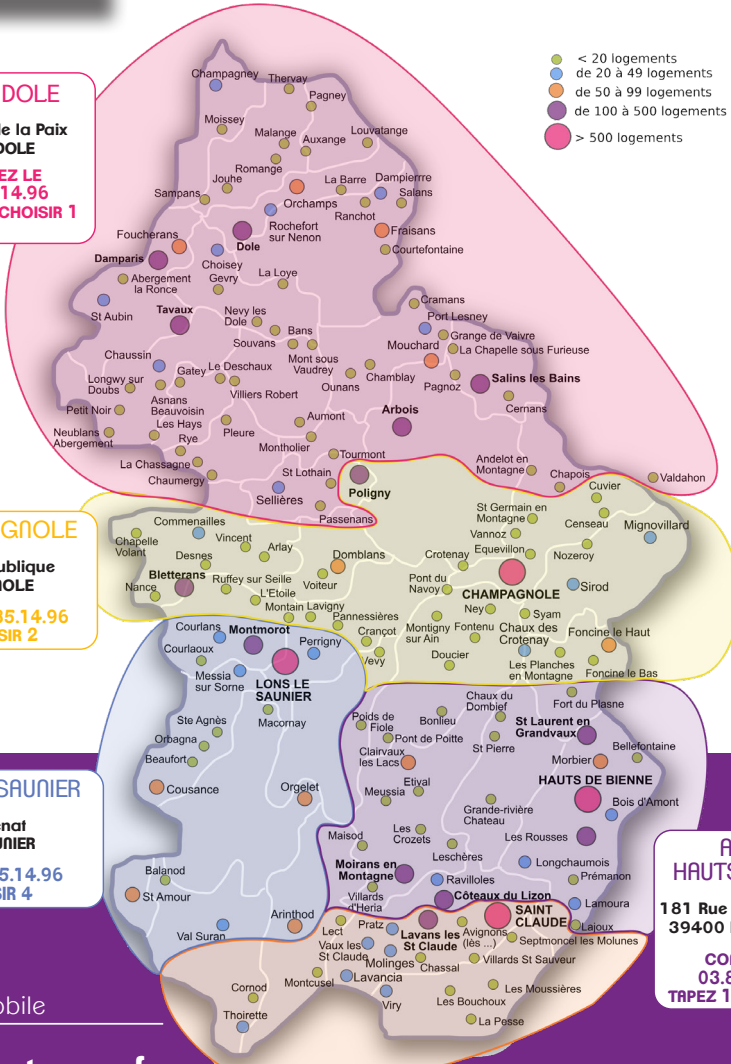 < 20 logements
de 20 à 49 logements
de 50 à 99 logements
de 100 à 500 logements
> 500 logements
DOLE
de la Paix
DOLE
EZ LE
14.96
CHOISIR 1
Champagney
Thervay
Pagney
Moissey
Malange
Auxange
Louvatange
Romange
Jouhe
La Barre
Dampierrre
Sampans
Orchamps
Salans
Ranchot
Rochefort
sur Nenon
Fraisans
Foucherans
Dole
Courtefontaine
Damparis
Choisey
Gevry
La Loye
Abergement
la Ronce
St Aubin
Tavaux
Nevy les
Dole
Cramans
Port Lesney
Souvans
Bans
Grange de Vaivre
Mouchard
La Chapelle sous Furieuse
Chaussin
Mont sous
Vaudrey
Gatey
Le Deschaux
Chamblay
Longwy sur
Doubs
Ounans
Pagnoz
Salins les Bains
Villers Robert
Asnans
Beauvoisin
Petit Noir
Cernans
Les Hays
Aumont
Arbois
Neublans
Abergement
Rye
Pleure
Montholier
Tourmont
La Chassagne
Chaumergy
St Lothain
Andelot en
Montagne
Chapois
Valdahon
Sellières
Poligny
Passenans
GNOLE
ublique
NOLE
35.14.96
SIR 2
Cuvier
St Germain en
Montagne
Censeau
Mignovillard
Commenailles
Vannoz
Chapelle
Volant
Vincent
Arlay
Equevillon
Nozeroy
Desnes
Domblans
Crotenay
Bletterans
Nance
Ruffey sur Seille
Voiteur
Pont du
Navoy
CHAMPAGNOLE
Sirod
L'Etoile
Ney
Syam
Montain
Lavigny
Pannessières
Montigny
sur Ain
Fontenu
Chaux des
Crotenay
Foncine le Haut
Courlans
Montmorot
Perrigny
Crançot
Vevy
Doucier
Les Planches
en Montagne
Foncine le Bas
Courlaoux
Messia
sur Sorne
LONS LE
SAUNIER
Macornay
Ste Agnès
Orbagna
Beaufort
Cousance
Orgelet
Balanod
St Amour
Val Suran
Arinthod
SAUNIER
nat
UNIER
5.14.96
SIR 4
Fort du Plasne
Chaux du
Dombief
Poids de
Fiole
Bonlieu
St Laurent en
Grandvaux
Pont de Poitte
St Pierre
Bellefontaine
Clairvaux
les Lacs
Morbier
HAUTS DE BIENNE
Etival
Meussia
Bois d'Amont
Grande-rivière
Chateau
Maisod
Les
Crozets
Les Rousses
Leschères
Moirans en
Montagne
Longchaumois
Ravilloles
Prémanon
Villards
d'Heria
Côteaux du Lizon
Lamoura
Lajoux
A
HAUTS
181 Rue
39400
CO
03.8
TAPEZ 1
Lect
Pratz
Lavans les
St Claude
SAINT
CLAUDE
Avignons
(lès ...)
Septmoncel les Molunes
Vaux les
St Claude
Molinges
Chassal
Villards St Sauveur
Montcusel
Lavancia
Cornod
Viry
Les Bouchoux
Les Moussières
Thoirette
La Pesse
obile